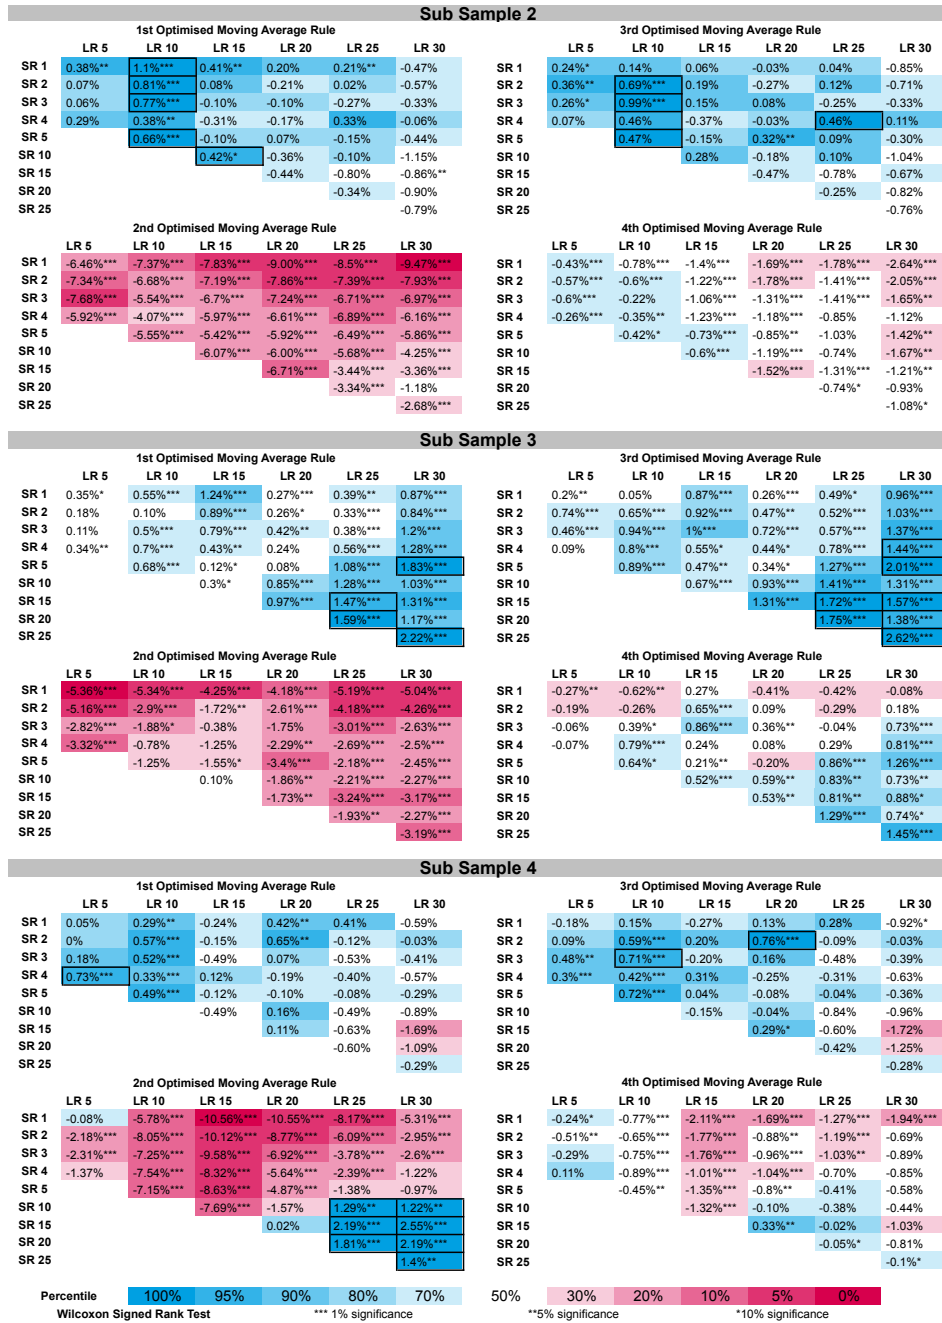 Sub Sample 2
1st Optimised Moving Average Rule
LR 5 LR 10 LR 15 LR 20 LR 25 LR 30
SR 1 0.38%** 1.1%*** 0.41%** 0.20% 0.21%** -0.47%
SR 2 0.07% 0.81%*** 0.08% -0.21% 0.02% -0.57%
SR 3 0.06% 0.77%*** -0.10% -0.10% -0.27% -0.33%
SR 4 0.29% 0.38%** -0.31% -0.17% 0.33% -0.06%
SR 5 0.66%*** -0.10% 0.07% -0.15% -0.44%
SR 10 0.42%* -0.36% -0.10% -1.15%
SR 15 -0.44% -0.80% -0.86%**
SR 20 -0.34% -0.90%
SR 25 -0.79%
3rd Optimised Moving Average Rule
LR 5 LR 10 LR 15 LR 20 LR 25 LR 30
SR 1 0.24%* 0.14% 0.06% -0.03% 0.04% -0.85%
SR 2 0.36%** 0.69%*** 0.19% -0.27% 0.12% -0.71%
SR 3 0.26%* 0.99%*** 0.15% 0.08% -0.25% -0.33%
SR 4 0.07% 0.46% -0.37% -0.03% 0.46% 0.11%
SR 5 0.47% -0.15% 0.32%** 0.09% -0.30%
SR 10 0.28% -0.18% 0.10% -1.04%
SR 15 -0.47% -0.78% -0.67%
SR 20 -0.25% -0.82%
SR 25 -0.76%
2nd Optimised Moving Average Rule
LR 5 LR 10 LR 15 LR 20 LR 25 LR 30
SR 1 -6.46%*** -7.37%*** -7.83%*** -9.00%*** -8.5%*** -9.47%***
SR 2 -7.34%*** -6.68%*** -7.19%*** -7.86%*** -7.39%*** -7.93%***
SR 3 -7.68%*** -5.54%*** -6.7%*** -7.24%*** -6.71%*** -6.97%***
SR 4 -5.92%*** -4.07%*** -5.97%*** -6.61%*** -6.89%*** -6.16%***
SR 5 -5.55%*** -5.42%*** -5.92%*** -6.49%*** -5.86%***
SR 10 -6.07%*** -6.00%*** -5.68%*** -4.25%***
SR 15 -6.71%*** -3.44%*** -3.36%***
SR 20 -3.34%*** -1.18%
SR 25 -2.68%***
4th Optimised Moving Average Rule
LR 5 LR 10 LR 15 LR 20 LR 25 LR 30
SR 1 -0.43%*** -0.78%*** -1.4%*** -1.69%*** -1.78%*** -2.64%***
SR 2 -0.57%*** -0.6%*** -1.22%*** -1.78%*** -1.41%*** -2.05%***
SR 3 -0.6%*** -0.22% -1.06%*** -1.31%*** -1.41%*** -1.65%**
SR 4 -0.26%*** -0.35%** -1.23%*** -1.18%*** -0.85% -1.12%
SR 5 -0.42%* -0.73%*** -0.85%** -1.03% -1.42%**
SR 10 -0.6%*** -1.19%*** -0.74% -1.67%**
SR 15 -1.52%*** -1.31%*** -1.21%**
SR 20 -0.74%* -0.93%
SR 25 -1.08%*
Sub Sample 3
1st Optimised Moving Average Rule
LR 5 LR 10 LR 15 LR 20 LR 25 LR 30
SR 1 0.35%* 0.55%*** 1.24%*** 0.27%*** 0.39%** 0.87%***
SR 2 0.18% 0.10% 0.89%*** 0.26%* 0.33%*** 0.84%***
SR 3 0.11% 0.5%*** 0.79%*** 0.42%** 0.38%*** 1.2%***
SR 4 0.34%** 0.7%*** 0.43%** 0.24% 0.56%*** 1.28%***
SR 5 0.68%*** 0.12%* 0.08% 1.08%*** 1.83%***
SR 10 0.3%* 0.85%*** 1.28%*** 1.03%***
SR 15 0.97%*** 1.47%*** 1.31%***
SR 20 1.59%*** 1.17%***
SR 25 2.22%***
3rd Optimised Moving Average Rule
LR 5 LR 10 LR 15 LR 20 LR 25 LR 30
SR 1 0.2%** 0.05% 0.87%*** 0.26%*** 0.49%* 0.96%***
SR 2 0.74%*** 0.65%*** 0.92%*** 0.47%** 0.52%*** 1.03%***
SR 3 0.46%*** 0.94%*** 1%*** 0.72%*** 0.57%*** 1.37%***
SR 4 0.09% 0.8%*** 0.55%* 0.44%* 0.78%*** 1.44%***
SR 5 0.89%*** 0.47%** 0.34%* 1.27%*** 2.01%***
SR 10 0.67%*** 0.93%*** 1.41%*** 1.31%***
SR 15 1.31%*** 1.72%*** 1.57%***
SR 20 1.75%*** 1.38%***
SR 25 2.62%***
2nd Optimised Moving Average Rule
LR 5 LR 10 LR 15 LR 20 LR 25 LR 30
SR 1 -5.36%*** -5.34%*** -4.25%*** -4.18%*** -5.19%*** -5.04%***
SR 2 -5.16%*** -2.9%*** -1.72%** -2.61%*** -4.18%*** -4.26%***
SR 3 -2.82%*** -1.88%* -0.38% -1.75% -3.01%*** -2.63%***
SR 4 -3.32%*** -0.78% -1.25% -2.29%** -2.69%*** -2.5%***
SR 5 -1.25% -1.55%* -3.4%*** -2.18%*** -2.45%***
SR 10 0.10% -1.86%** -2.21%*** -2.27%***
SR 15 -1.73%** -3.24%*** -3.17%***
SR 20 -1.93%** -2.27%***
SR 25 -3.19%***
4th Optimised Moving Average Rule
LR 5 LR 10 LR 15 LR 20 LR 25 LR 30
SR 1 -0.27%** -0.62%** 0.27% -0.41% -0.42% -0.08%
SR 2 -0.19% -0.26% 0.65%*** 0.09% -0.29% 0.18%
SR 3 -0.06% 0.39%* 0.86%*** 0.36%** -0.04% 0.73%***
SR 4 -0.07% 0.79%*** 0.24% 0.08% 0.29% 0.81%***
SR 5 0.64%* 0.21%** -0.20% 0.86%*** 1.26%***
SR 10 0.52%*** 0.59%** 0.83%** 0.73%**
SR 15 0.53%** 0.81%** 0.88%*
SR 20 1.29%*** 0.74%*
SR 25 1.45%***
Sub Sample 4
1st Optimised Moving Average Rule
LR 5 LR 10 LR 15 LR 20 LR 25 LR 30
SR 1 0.05% 0.29%** -0.24% 0.42%** 0.41% -0.59%
SR 2 0% 0.57%*** -0.15% 0.65%** -0.12% -0.03%
SR 3 0.18% 0.52%*** -0.49% 0.07% -0.53% -0.41%
SR 4 0.73%*** 0.33%*** 0.12% -0.19% -0.40% -0.57%
SR 5 0.49%*** -0.12% -0.10% -0.08% -0.29%
SR 10 -0.49% 0.16% -0.49% -0.89%
SR 15 0.11% -0.63% -1.69%
SR 20 -0.60% -1.09%
SR 25 -0.29%
3rd Optimised Moving Average Rule
LR 5 LR 10 LR 15 LR 20 LR 25 LR 30
SR 1 -0.18% 0.15% -0.27% 0.13% 0.28% -0.92%*
SR 2 0.09% 0.59%*** 0.20% 0.76%*** -0.09% -0.03%
SR 3 0.48%** 0.71%*** -0.20% 0.16% -0.48% -0.39%
SR 4 0.3%*** 0.42%*** 0.31% -0.25% -0.31% -0.63%
SR 5 0.72%*** 0.04% -0.08% -0.04% -0.36%
SR 10 -0.15% -0.04% -0.84% -0.96%
SR 15 0.29%* -0.60% -1.72%
SR 20 -0.42% -1.25%
SR 25 -0.28%
2nd Optimised Moving Average Rule
LR 5 LR 10 LR 15 LR 20 LR 25 LR 30
SR 1 -0.08% -5.78%*** -10.56%*** -10.55%*** -8.17%*** -5.31%***
SR 2 -2.18%*** -8.05%*** -10.12%*** -8.77%*** -6.09%*** -2.95%***
SR 3 -2.31%*** -7.25%*** -9.58%*** -6.92%*** -3.78%*** -2.6%***
SR 4 -1.37% -7.54%*** -8.32%*** -5.64%*** -2.39%*** -1.22%
SR 5 -7.15%*** -8.63%*** -4.87%*** -1.38% -0.97%
SR 10 -7.69%*** -1.57% 1.29%** 1.22%**
SR 15 0.02% 2.19%*** 2.55%***
SR 20 1.81%*** 2.19%***
SR 25 1.4%**
4th Optimised Moving Average Rule
LR 5 LR 10 LR 15 LR 20 LR 25 LR 30
SR 1 -0.24%* -0.77%*** -2.11%*** -1.69%*** -1.27%*** -1.94%***
SR 2 -0.51%** -0.65%*** -1.77%*** -0.88%** -1.19%*** -0.69%
SR 3 -0.29% -0.75%*** -1.76%*** -0.96%*** -1.03%** -0.89%
SR 4 0.11% -0.89%*** -1.01%*** -1.04%*** -0.70% -0.85%
SR 5 -0.45%** -1.35%*** -0.8%** -0.41% -0.58%
SR 10 -1.32%*** -0.10% -0.38% -0.44%
SR 15 0.33%** -0.02% -1.03%
SR 20 -0.05%* -0.81%
SR 25 -0.1%*
Percentile 100% 95% 90% 80% 70% 50% 30% 20% 10% 5% 0%
Wilcoxon Signed Rank Test *** 1% significance **5% significance *10% significance